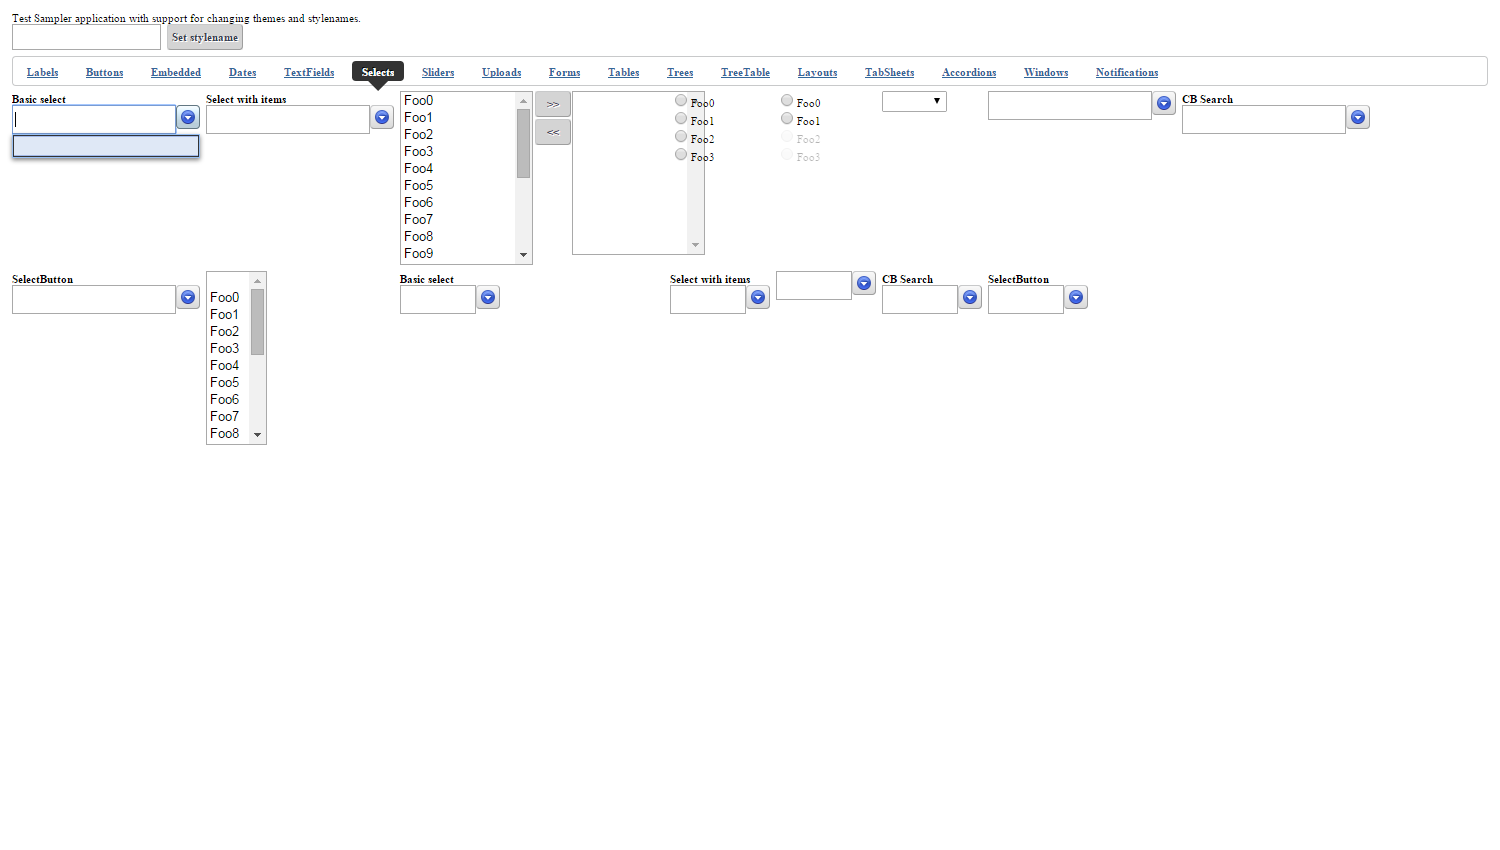 Test Sampler application with support for changing themes and stylenames.
Set stylename
Labels Buttons Embedded Dates TextFields Selects Sliders Uploads Forms Tables Trees TreeTable Layouts TabSheets Accordions Windows Notifications
Basic select
Select with items
Foo0
Foo1
Foo2
Foo3
Foo4
Foo5
Foo6
Foo7
Foo8
Foo9
>>
<<
Foo0
Foo1
Foo2
Foo3
Foo0
Foo1
Foo2
Foo3
CB Search
SelectButton
Foo0
Foo1
Foo2
Foo3
Foo4
Foo5
Foo6
Foo7
Foo8
Basic select
Select with items
CB Search
SelectButton